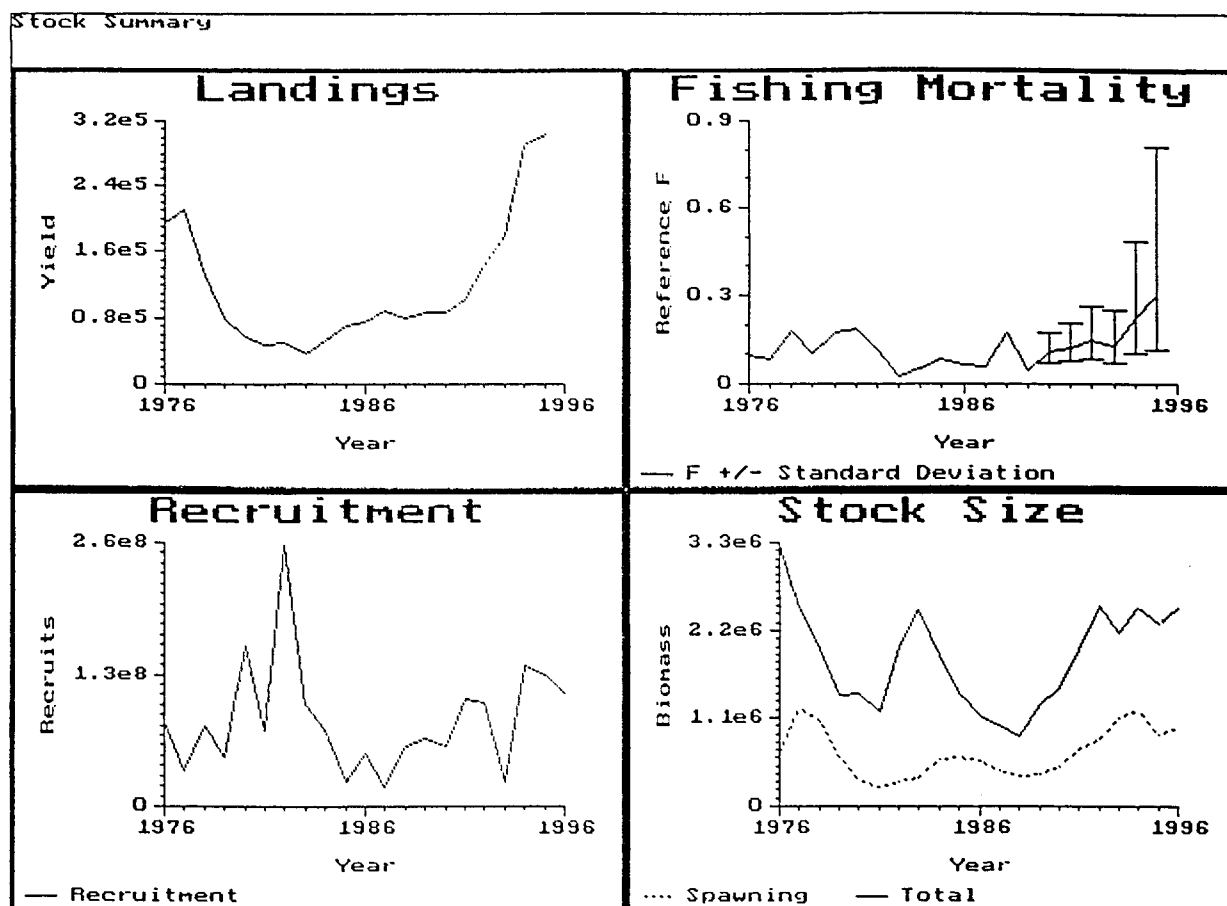 Stock Summary
Landings
3.2e5
2.4e5
1.6e5
0.8e5
0
Yield
1976 1986 1996
Year
Fishing Mortality
0.9
0.6
0.3
0
Reference F
1976 1986 1996
Year
F +/- Standard Deviation
Recruitment
2.6e8
1.3e8
0
Recruits
1976 1986 1996
Year
Recruitment
Stock Size
3.3e6
2.2e6
1.1e6
0
Biomass
1976 1986 1996
Year
Spawning Total